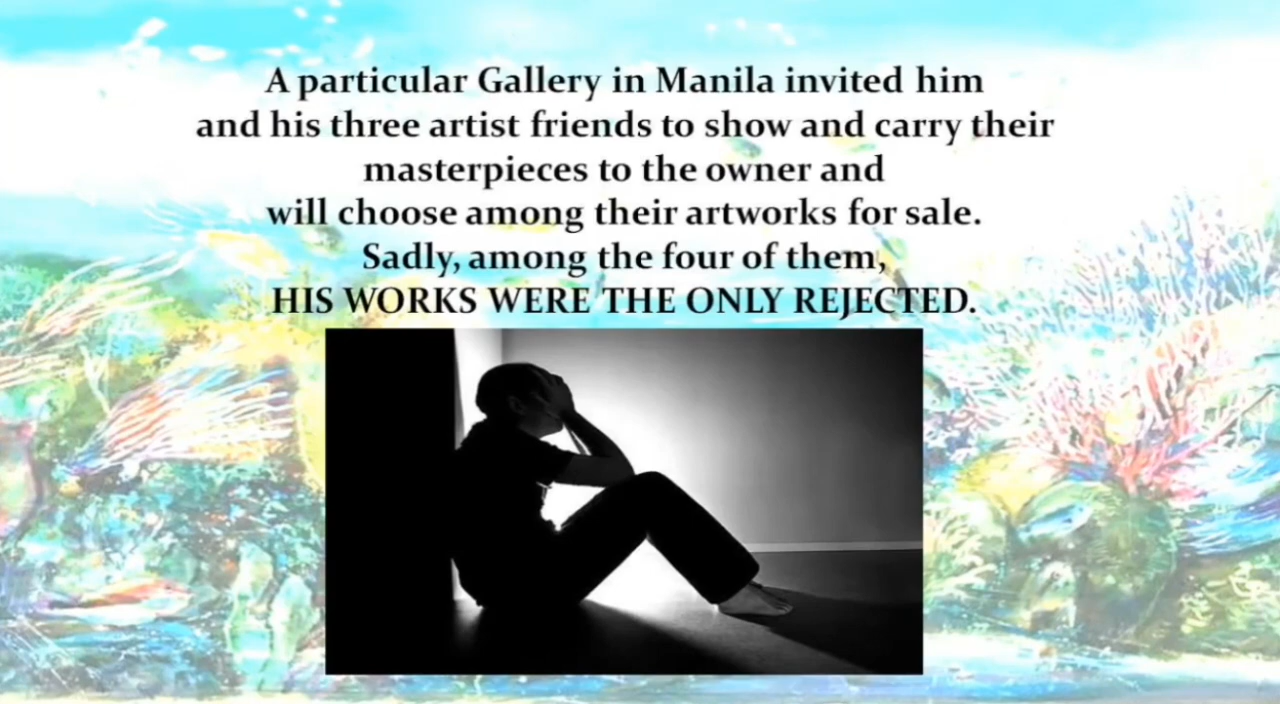 A particular Gallery in Manila invited him
and his three artist friends to show and carry their
masterpieces to the owner and
will choose among their artworks for sale.
Sadly, among the four of them,
HIS WORKS WERE THE ONLY REJECTED.